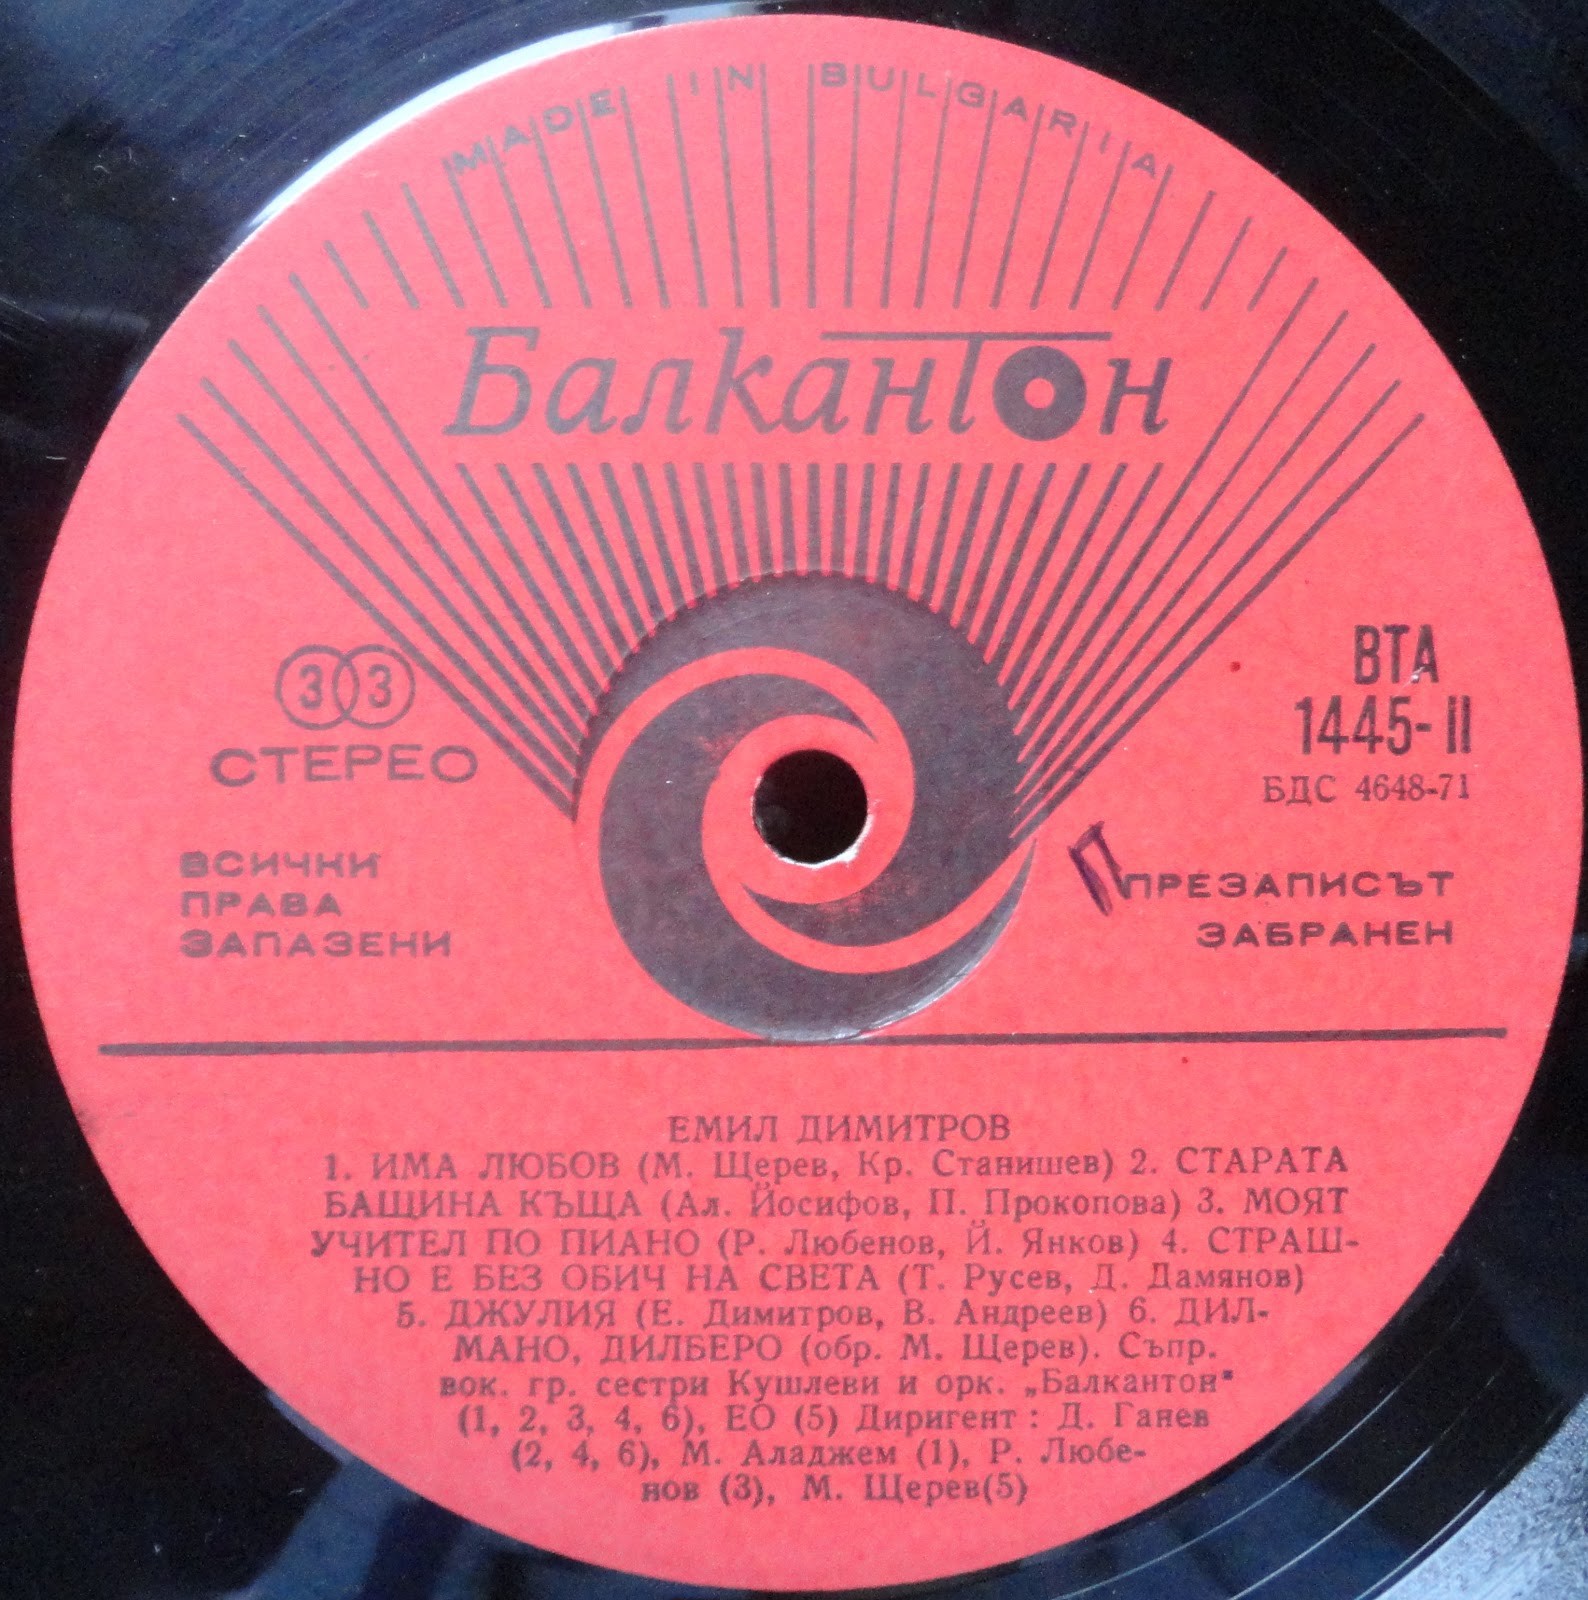 MADE IN BULGARIA
Балкантон
33
СТЕРЕО
ВСИЧКИ
ПРАВА
ЗАПАЗЕНИ
ВТА
1445-II
БДС 4648-71
П
ПРЕЗАПИСЪТ
ЗАБРАНЕН
ЕМИЛ ДИМИТРОВ
1. ИМА ЛЮБОВ (М. Щерев, Кр. Станишев) 2. СТАРАТА
БАЩИНА КЪЩА (Ал. Йосифов, П. Прокопова) 3. МОЯТ
УЧИТЕЛ ПО ПИАНО (Р. Любенов, Й. Янков) 4. СТРАШ-
НО Е БЕЗ ОБИЧ НА СВЕТА (Т. Русев, Д. Дамянов)
5. ДЖУЛИЯ (Е. Димитров, В. Андреев) 6. ДИЛ-
МАНО, ДИЛБЕРО (обр. М. Щерев). Съпр.
вок. гр. сестри Кушлеви и орк. „Балкантон"
(1, 2, 3, 4, 6), ЕО (5) Диригент : Д. Ганев
(2, 4, 6), М. Аладжем (1), Р. Любе-
нов (3), М. Щерев(5)